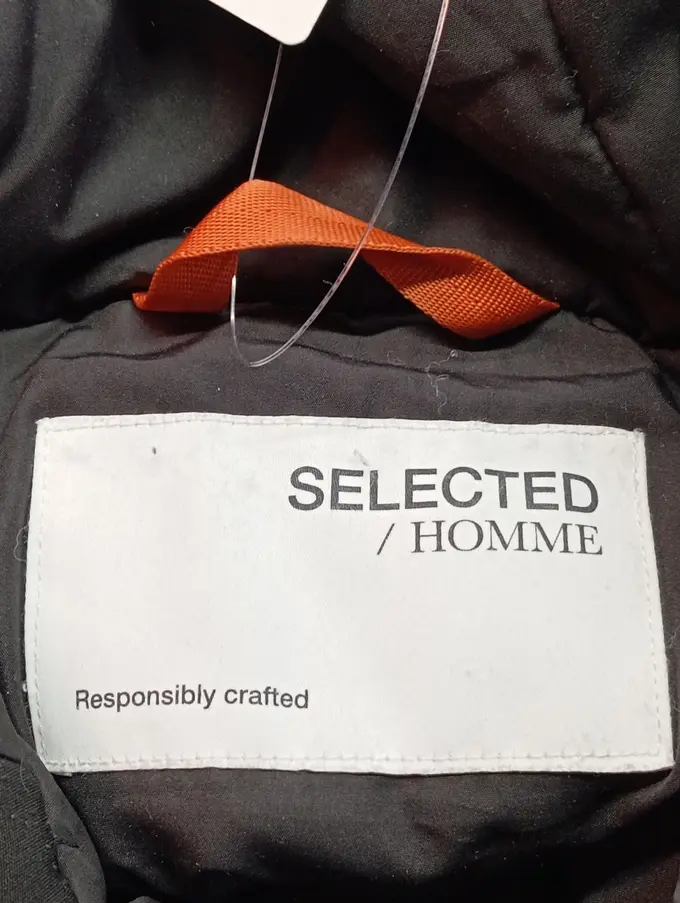 SELECTED
/ HOMME
Responsibly crafted